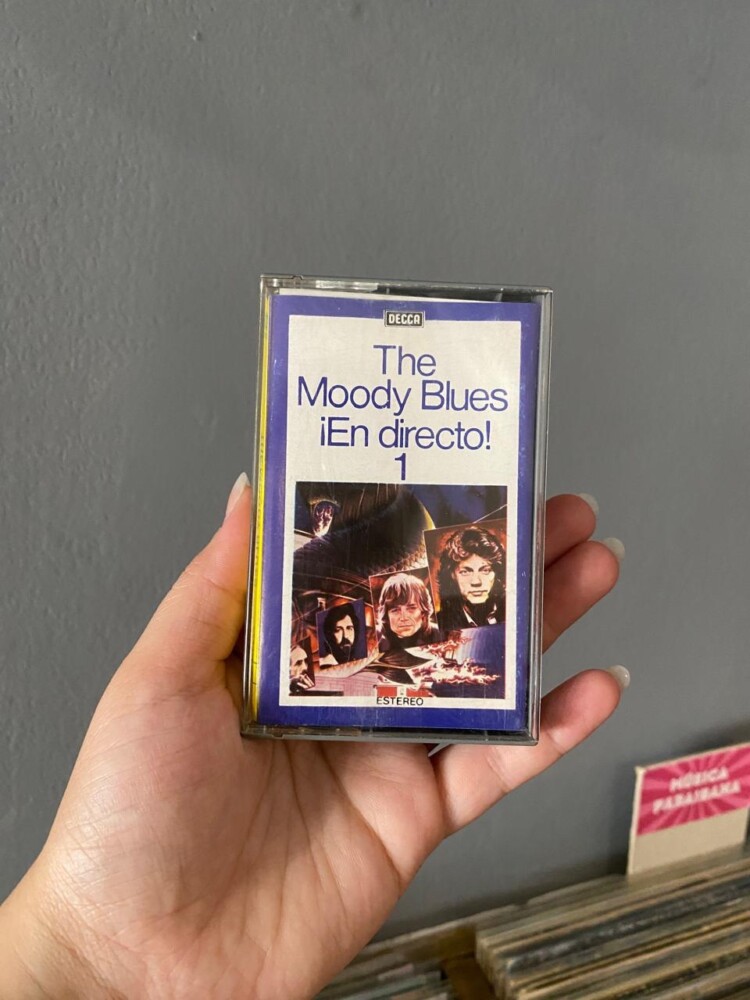 DECCA
The
Moody Blues
¡En directo!
1
ESTEREO
MÚSICA
PARAIBANA